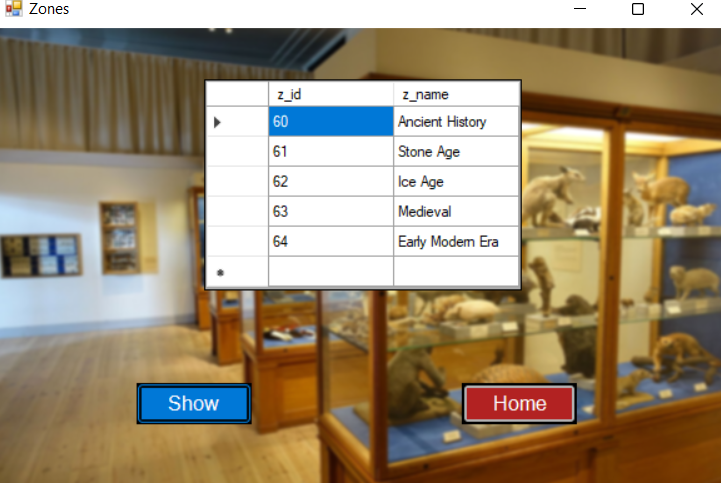 Zones
z_id z_name
60 Ancient History
61 Stone Age
62 Ice Age
63 Medieval
64 Early Modern Era
Show Home